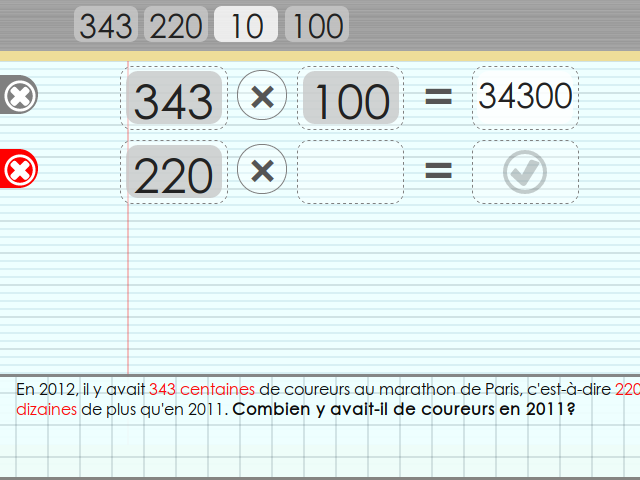 343 220 10 100
343 × 100 = 34300
220 × =
En 2012, il y avait 343 centaines de coureurs au marathon de Paris, c'est-à-dire 220
dizaines de plus qu'en 2011. Combien y avait-il de coureurs en 2011?